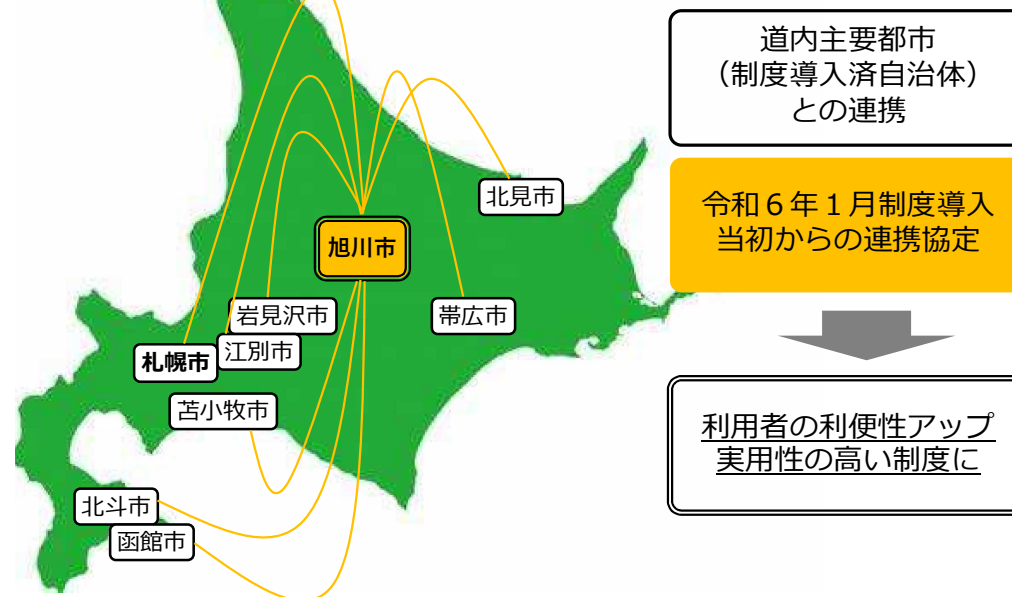 道内主要都市
（制度導入済自治体）
との連携
令和６年１月制度導入
当初からの連携協定
利用者の利便性アップ
実用性の高い制度に
北見市
旭川市
岩見沢市
帯広市
江別市
札幌市
苫小牧市
北斗市
函館市